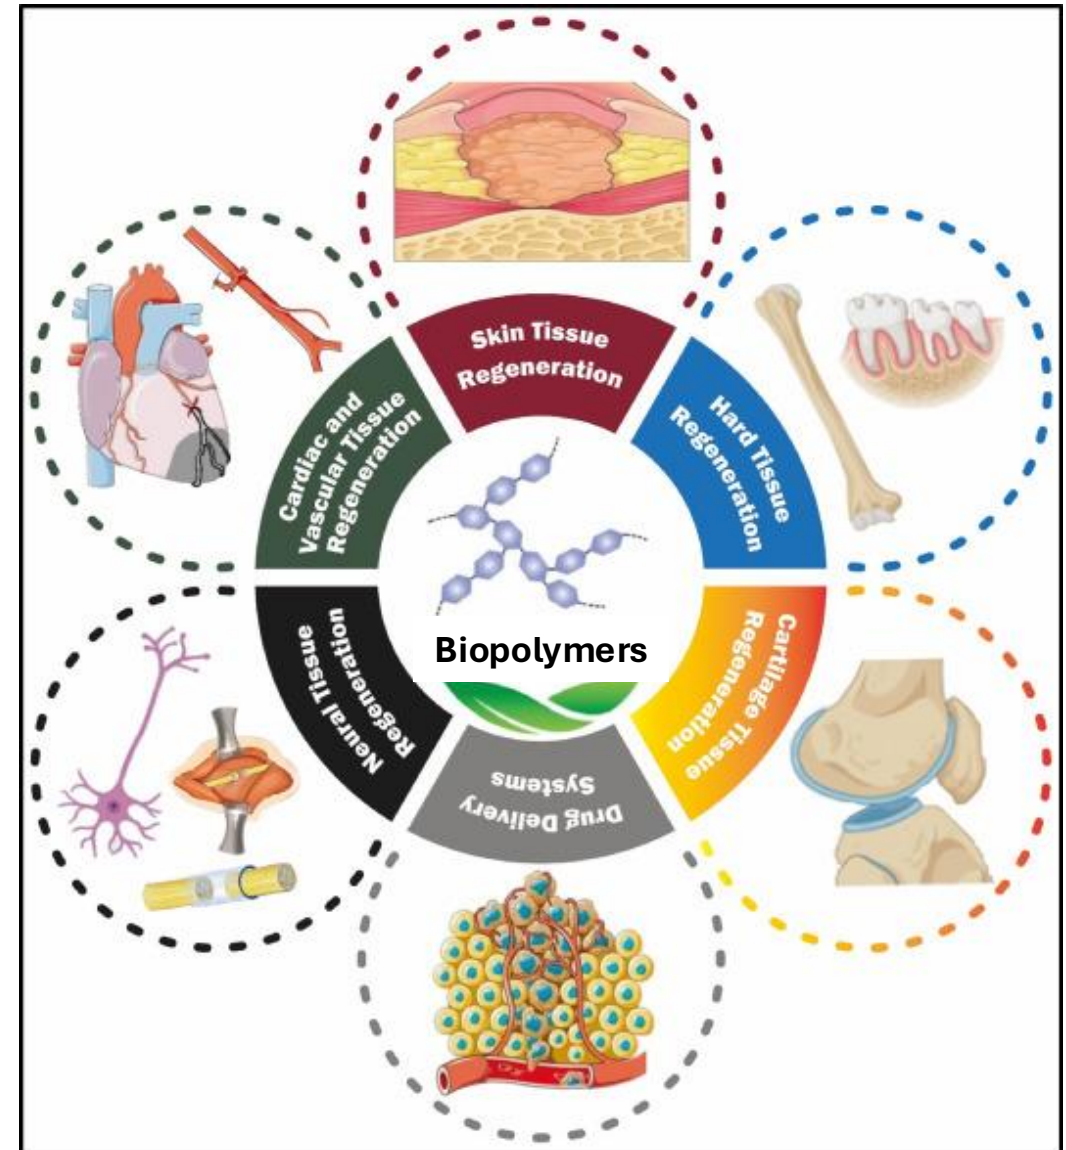 Skin Tissue
Regeneration
Hard Tissue
Regeneration
Cartilage Tissue
Regeneration
Drug Delivery
Systems
Neural Tissue
Regeneration
Cardiac and
Vascular Tissue
Regeneration
Biopolymers